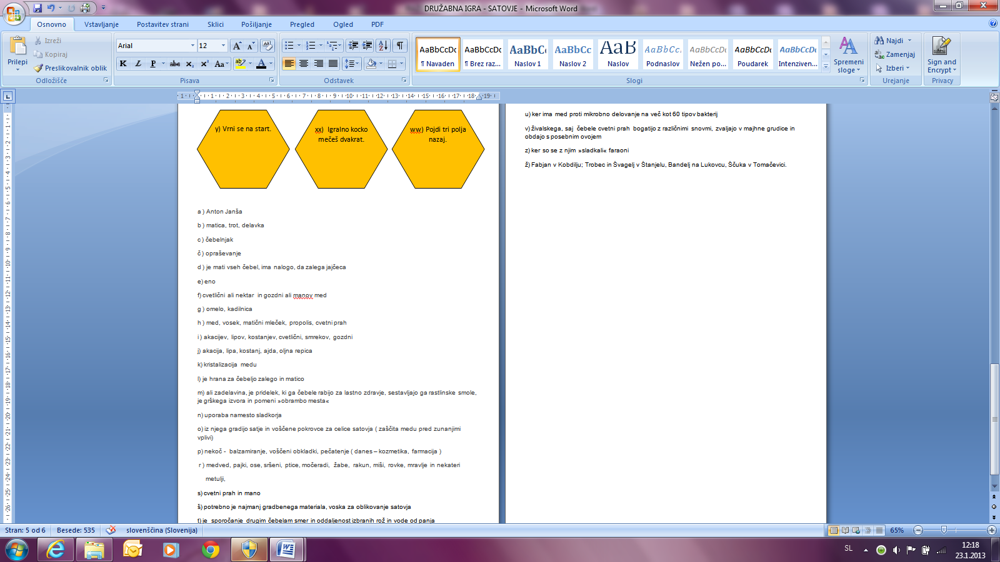 DRUŽABNA IGRA - SATOVJE - Microsoft Word
Osnovno Vstavljanje Postavitev strani Sklici Pošiljanje Pregled Ogled PDF
Prilepi
Izreži
Kopiraj
Preslikovalnik oblik
Odložišče
Arial 12
Pisava
Odstavek
AaBbCcDc AaBbCcDc AaBbCc AaBbCc AaB AaBbCc. AaBbCcDc AaBbCcDc AaBbCcDc
¶ Navaden ¶ Brez raz... Naslov 1 Naslov 2 Naslov Podnaslov Nežen po... Poudarek Intenziven...
Slogi
Spremeni sloge
Najdi
Zamenjaj
Izberi
Urejanje
Sign and Encrypt
Privacy
y) Vrni se na start.
xx) Igralno kocko
mečeš dvakrat.
ww) Pojdi tri polja
nazaj.
a ) Anton Janša
b ) matica, trot, delavka
c ) čebelnjak
č ) opraševanje
d ) je mati vseh čebel, ima nalogo, da zalega jajčeca
e) eno
f) cvetlični ali nektar in gozdni ali manov med
g ) omelo, kadilnica
h ) med, vosek, matični mleček, propolis, cvetni prah
i ) akacijev, lipov, kostanjev, cvetlični, smrekov, gozdni
j) akacija, lipa, kostanj, ajda, oljna repica
k) kristalizacija medu
l) je hrana za čebeljo zalego in matico
m) ali zadelavina, je pridelek, ki ga čebele rabijo za lastno zdravje, sestavljajo ga rastlinske smole,
je grškega izvora in pomeni »obrambo mesta«
n) uporaba namesto sladkorja
o) iz njega gradijo satje in voščene pokrovce za celice satovja ( zaščita medu pred zunanjimi
vplivi)
p) nekoč - balzamiranje, voščeni obkladki, pečatenje ( danes – kozmetika, farmacija )
r ) medved, pajki, ose, sršeni, ptice, močeradi, žabe, rakun, miši, rovke, mravlje in nekateri
metulji,
s) cvetni prah in mano
š) potrebno je najmanj gradbenega materiala, voska za oblikovanje satovja
t) je sporočanje drugim čebelam smer in oddaljenost izbranih rož in vode od panja
u) ker ima med proti mikrobno delovanje na več kot 60 tipov bakterij
v) živalskega, saj čebele cvetni prah bogatijo z različnimi snovmi, zvaljajo v majhne grudice in
obdajo s posebnim ovojem
z) ker so se z njim »sladkali« faraoni
ž) Fabjan v Kobdilju; Trobec in Švagelj v Štanjelu, Bandelj na Lukovcu, Ščuka v Tomačevici.
Stran: 5 od 6 Besede: 535 slovenščina (Slovenija) 65%
SL 12:18
23.1.2013